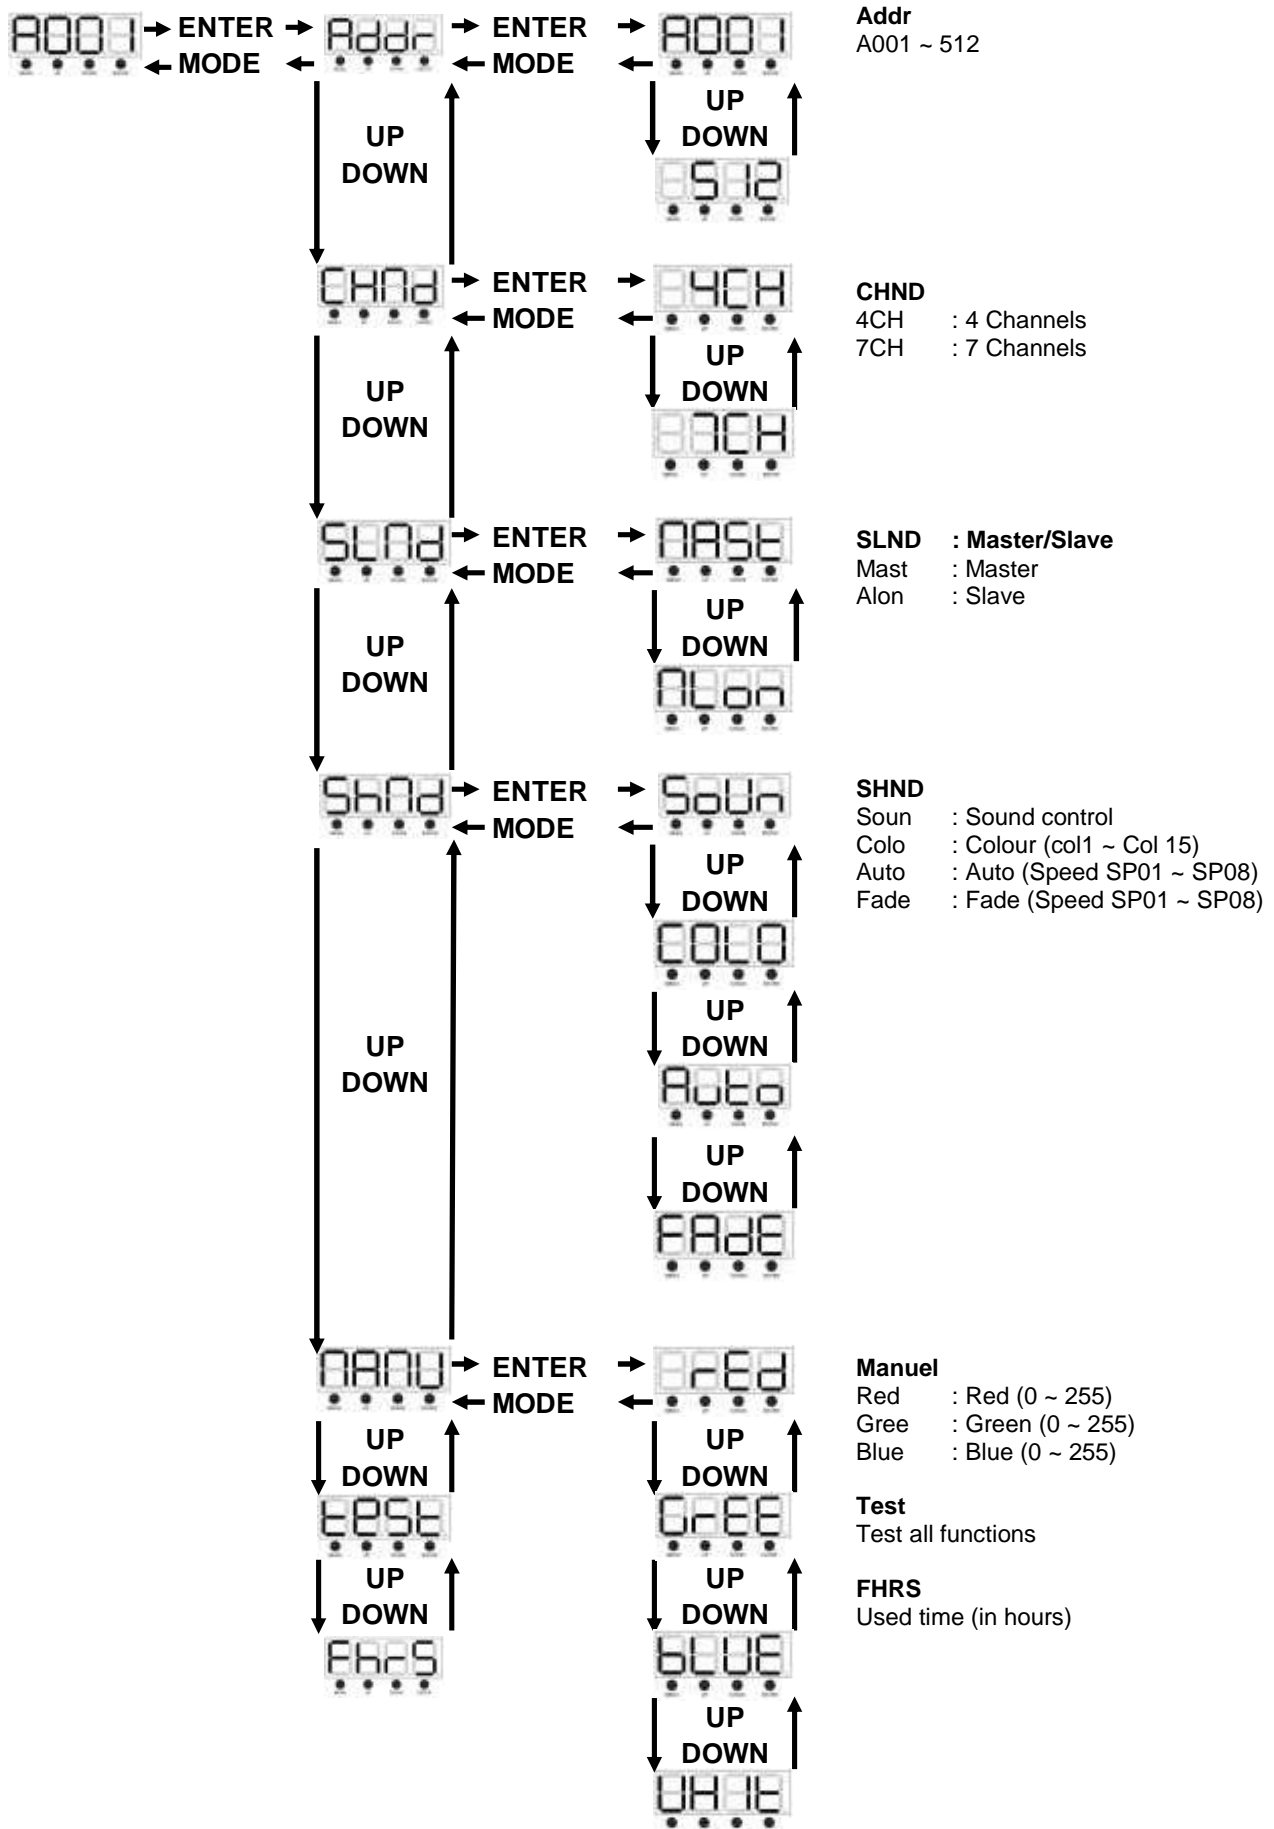 A001 ENTER Addr ENTER A001 Addr
MODE MODE A001 ~ 512
UP
DOWN
UP
DOWN
512
CHNd ENTER 4CH CHND
MODE 4CH : 4 Channels
7CH : 7 Channels
UP
DOWN
UP
DOWN
7CH
SLNd ENTER NASt SLND : Master/Slave
MODE Mast : Master
Alon : Slave
UP
DOWN
UP
DOWN
NLon
ShNd ENTER SoUn SHND
MODE Soun : Sound control
Colo : Colour (col1 ~ Col 15)
Auto : Auto (Speed SP01 ~ SP08)
Fade : Fade (Speed SP01 ~ SP08)
UP
DOWN
COLO
UP
DOWN
UP
DOWN
Auto
UP
DOWN
FAdE
NANU ENTER rEd Manuel
MODE Red : Red (0 ~ 255)
Gree : Green (0 ~ 255)
Blue : Blue (0 ~ 255)
UP
DOWN
UP
DOWN
tESt GrEE Test
Test all functions
UP
DOWN
UP
DOWN
FHRS
Used time (in hours)
FhrS bLUE
UP
DOWN
UH1t